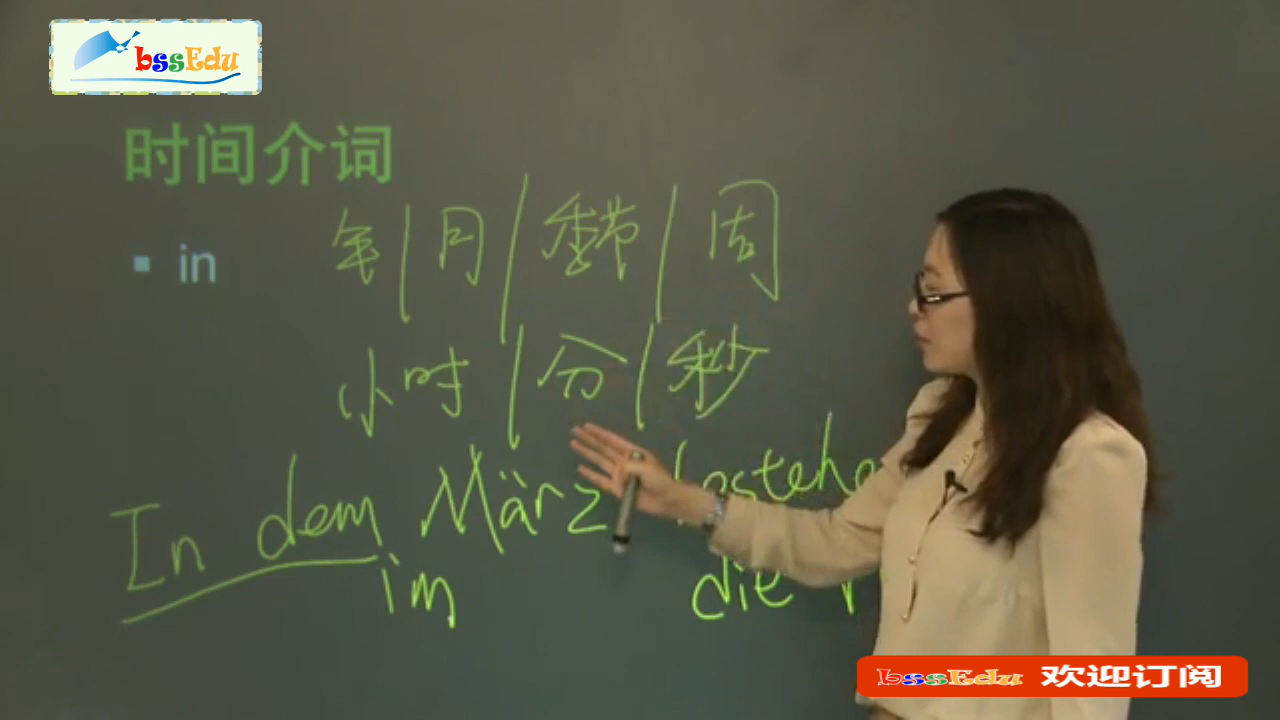 bssEdu
时间介词
▪ in
年 | 月 | 季节 | 周
小时 | 分 | 秒
In dem März
im die
bssEdu 欢迎订阅